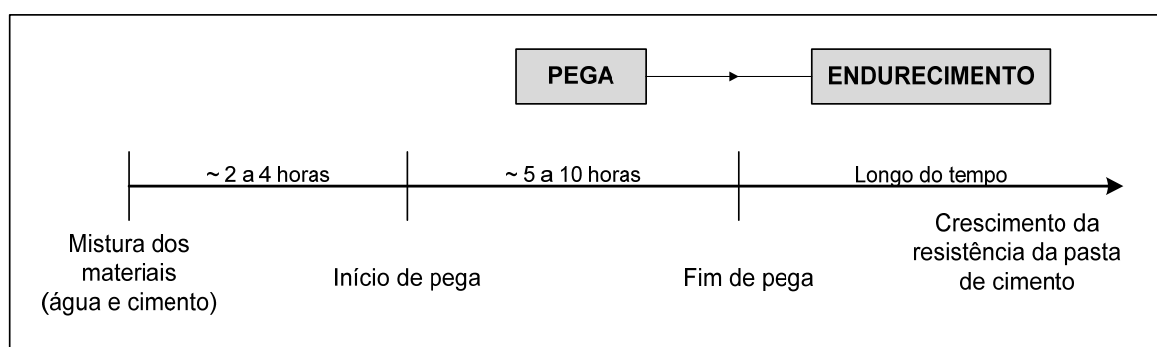 PEGA
ENDURECIMENTO
~ 2 a 4 horas
~ 5 a 10 horas
Longo do tempo
Mistura dos
materiais
(água e cimento)
Início de pega
Fim de pega
Crescimento da
resistência da pasta
de cimento